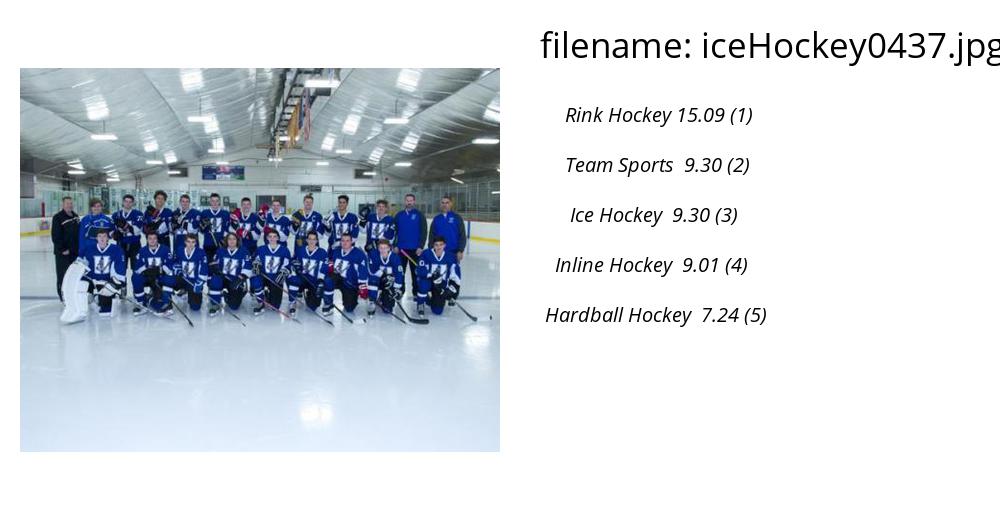 filename: iceHockey0437.jpg
Rink Hockey 15.09 (1)
Team Sports 9.30 (2)
Ice Hockey 9.30 (3)
Inline Hockey 9.01 (4)
Hardball Hockey 7.24 (5)